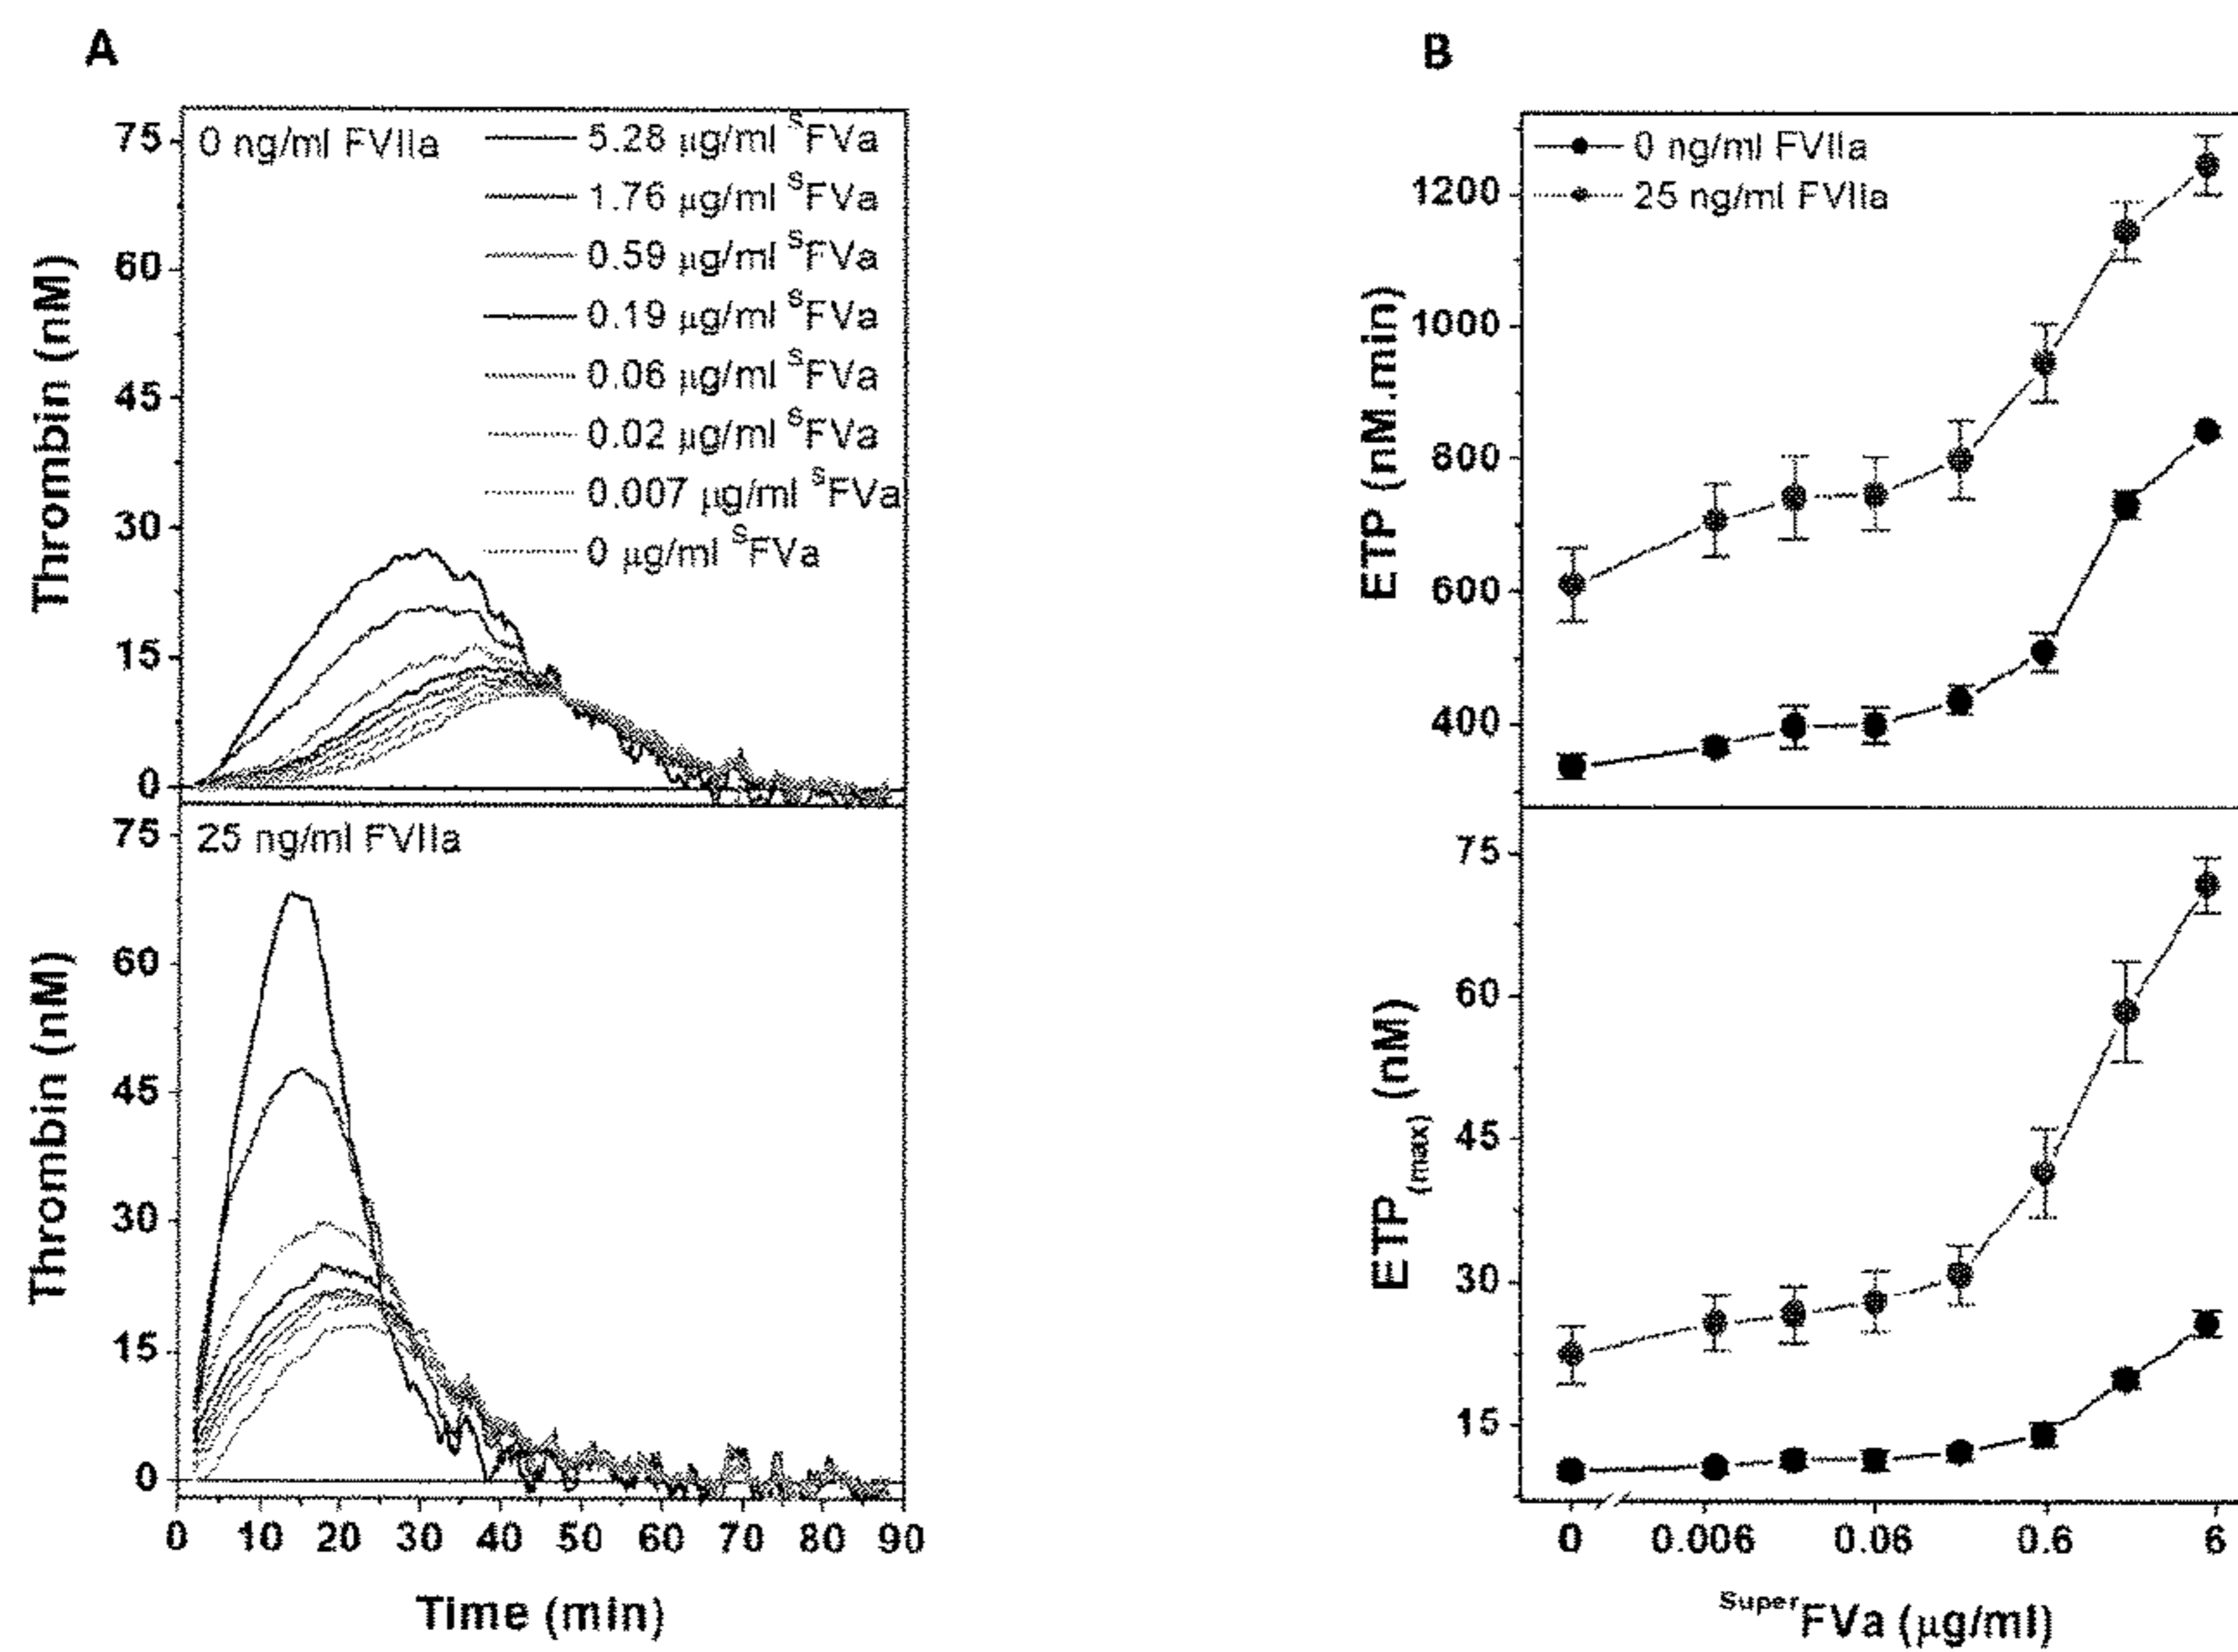 A
B
Thrombin (nM)
75
60
45
30
15
0
0 ng/ml FVIIa
5.28 µg/ml SFVa
1.76 µg/ml SFVa
0.59 µg/ml SFVa
0.19 µg/ml SFVa
0.06 µg/ml SFVa
0.02 µg/ml SFVa
0.007 µg/ml SFVa
0 µg/ml SFVa
Thrombin (nM)
75
60
45
30
15
0
25 ng/ml FVIIa
0 10 20 30 40 50 60 70 80 90
Time (min)
ETP (nM.min)
1200
1000
800
600
400
0 ng/ml FVIIa
25 ng/ml FVIIa
ETP(max) (nM)
75
60
45
30
15
0 0.006 0.06 0.6 6
SuperFVa (µg/ml)